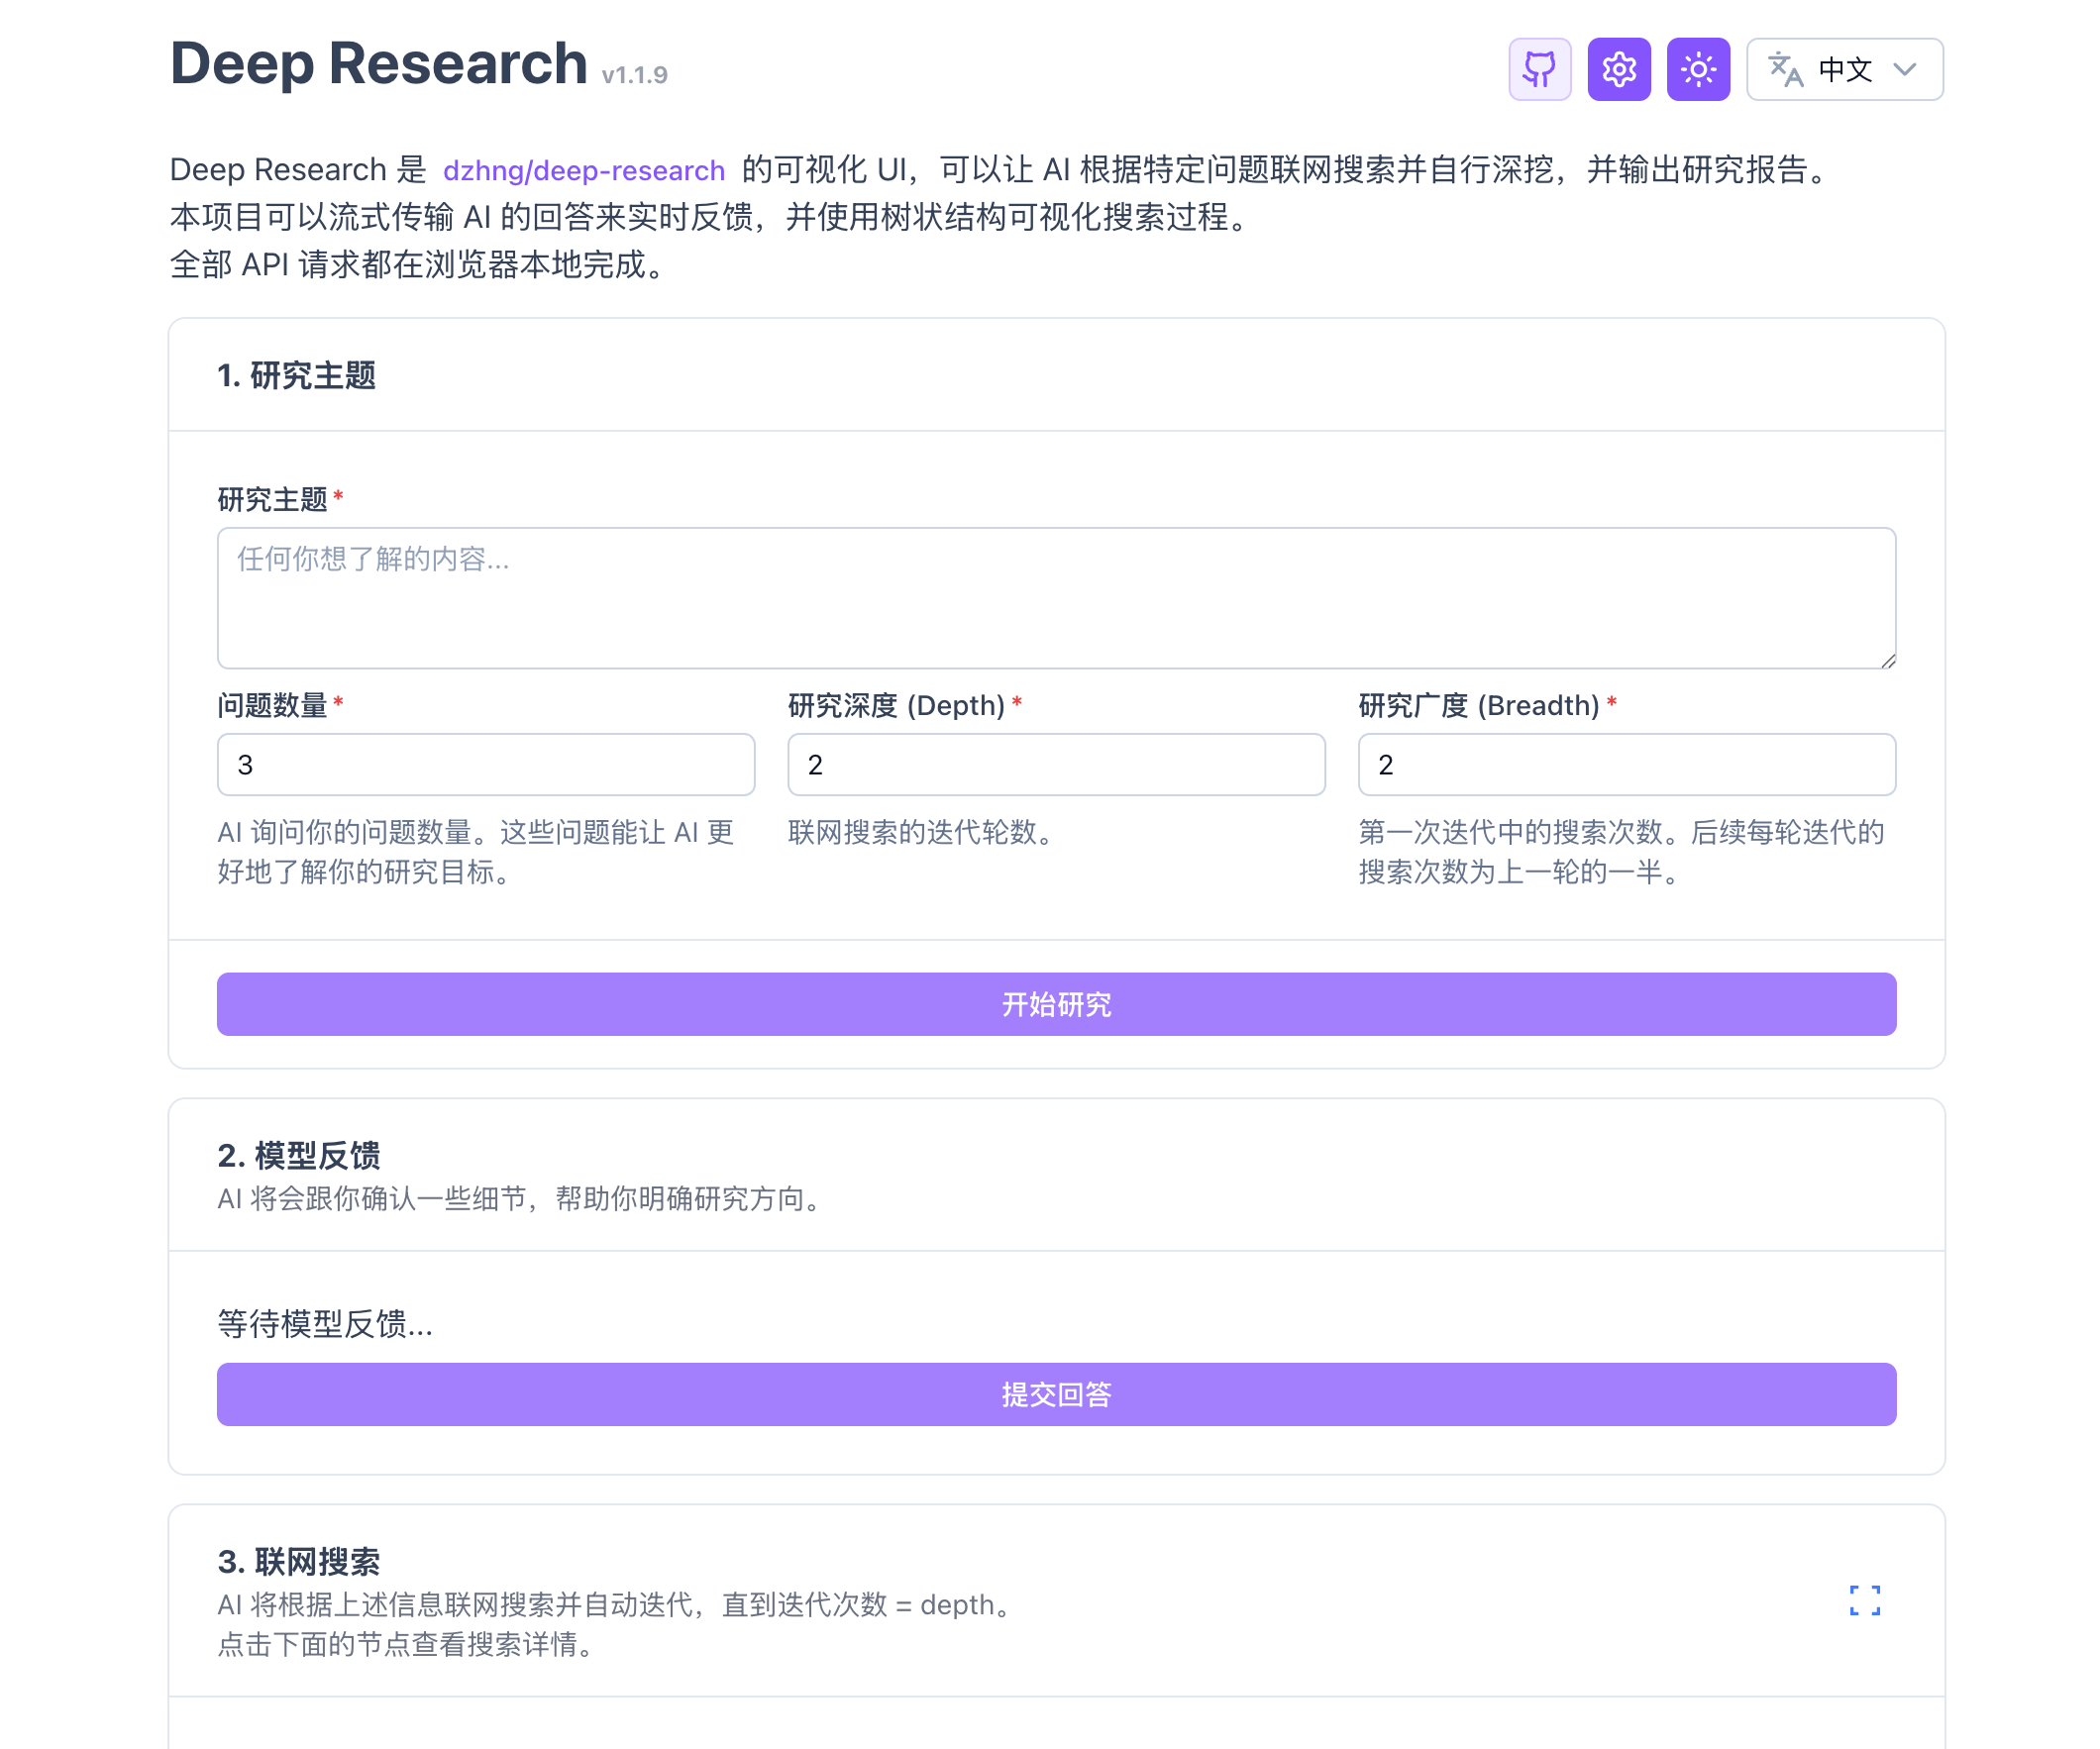 Deep Research v1.1.9
中文
Deep Research 是 dzhng/deep-research 的可视化 UI，可以让 AI 根据特定问题联网搜索并自行深挖，并输出研究报告。
本项目可以流式传输 AI 的回答来实时反馈，并使用树状结构可视化搜索过程。
全部 API 请求都在浏览器本地完成。
1. 研究主题
研究主题*
任何你想了解的内容...
问题数量*
3
AI 询问你的问题数量。这些问题能让 AI 更
好地了解你的研究目标。
研究深度 (Depth)*
2
联网搜索的迭代轮数。
研究广度 (Breadth)*
2
第一次迭代中的搜索次数。后续每轮迭代的
搜索次数为上一轮的一半。
开始研究
2. 模型反馈
AI 将会跟你确认一些细节，帮助你明确研究方向。
等待模型反馈...
提交回答
3. 联网搜索
AI 将根据上述信息联网搜索并自动迭代，直到迭代次数 = depth。
点击下面的节点查看搜索详情。